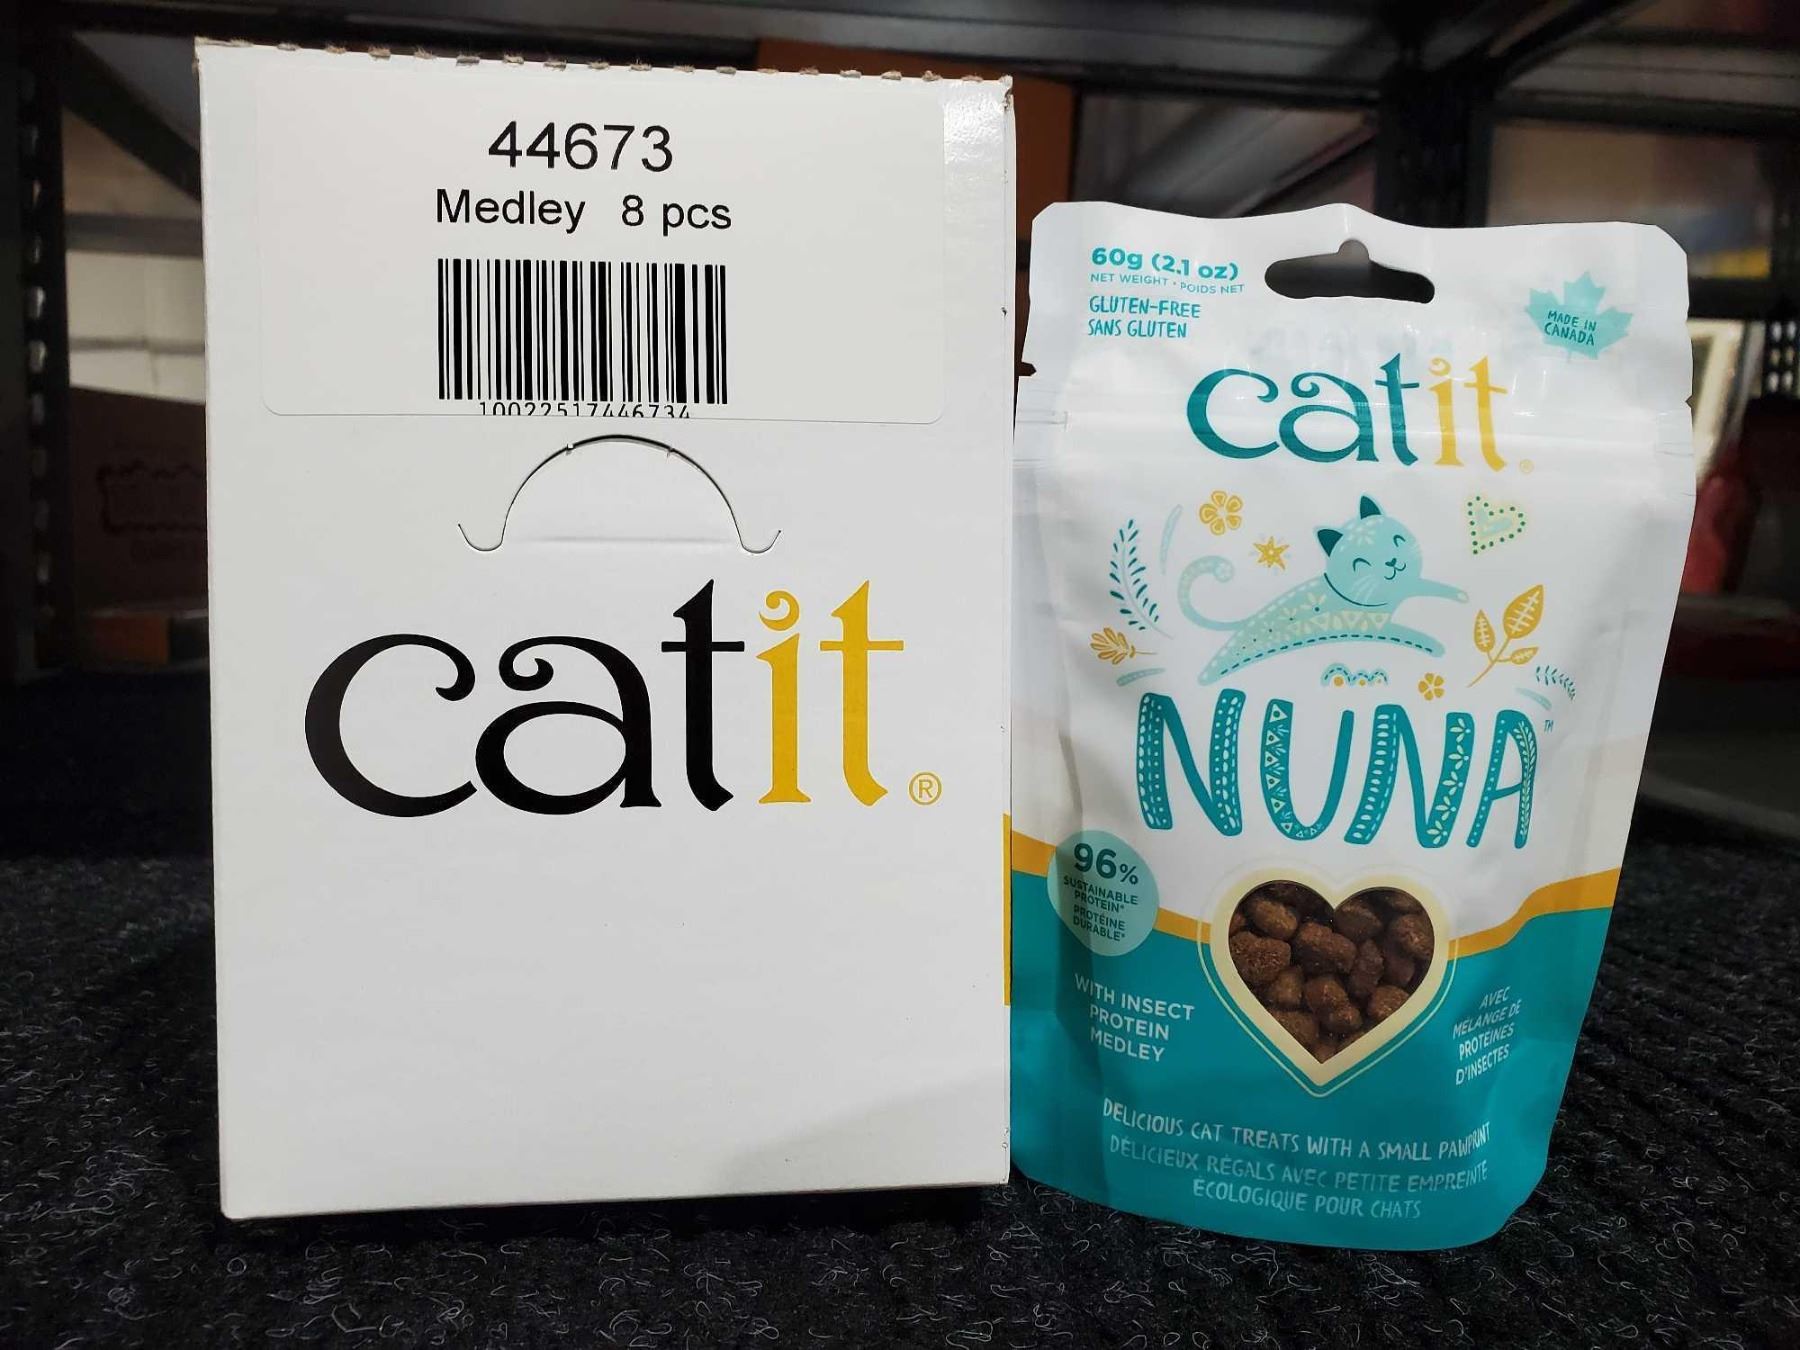 44673
Medley 8 pcs
10022517446734
catit®
60g (2.1 oz)
NET WEIGHT • POIDS NET
GLUTEN-FREE
SANS GLUTEN
MADE IN
CANADA
catit®
NUNA™
96%
SUSTAINABLE
PROTEIN*
PROTÉINE
DURABLE*
WITH INSECT
PROTEIN
MEDLEY
AVEC
MÉLANGE DE
PROTÉINES
D'INSECTES
DELICIOUS CAT TREATS WITH A SMALL PAWPRINT
DÉLICIEUX RÉGALS AVEC PETITE EMPREINTE
ÉCOLOGIQUE POUR CHATS